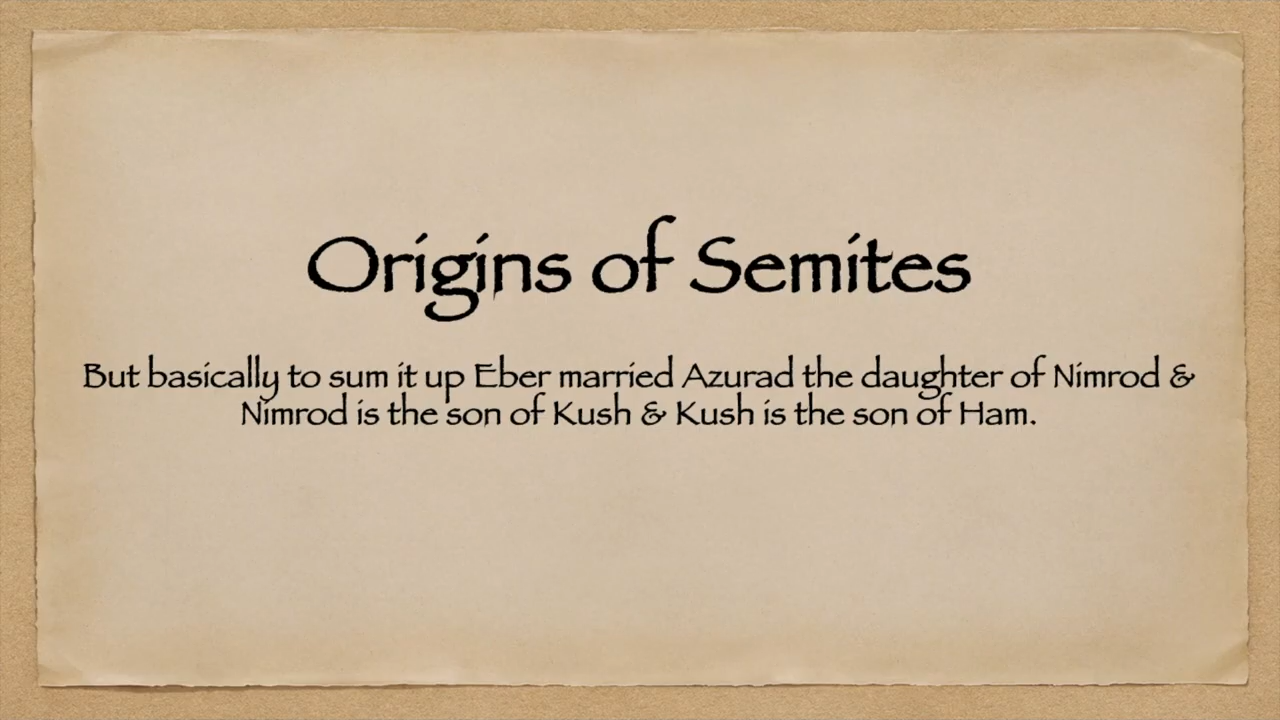 Origins of Semites
But basically to sum it up Eber married Azurad the daughter of Nimrod &
Nimrod is the son of Kush & Kush is the son of Ham.